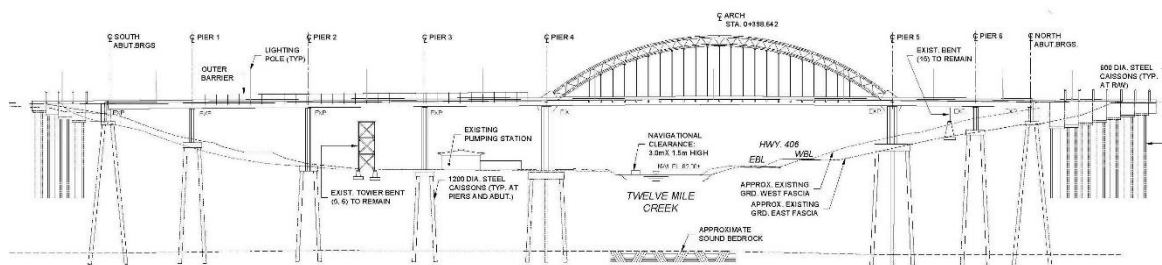 ℄ ARCH
STA. 0+398.642
℄ SOUTH
ABUT.BRGS
℄ PIER 1
℄ PIER 2
℄ PIER 3
℄ PIER 4
℄ PIER 5
℄ PIER 6
℄ NORTH
ABUT.BRGS.
LIGHTING
POLE (TYP)
OUTER
BARRIER
EXIST. BENT
(15) TO REMAIN
600 DIA. STEEL
CAISSONS (TYP.
AT R/W)
EXP
EXP
EXP
EXP
EXP
EXP
EXISTING
PUMPING STATION
NAVIGATIONAL
CLEARANCE:
3.0m X 1.5m HIGH
HWY. 406
EBL
WBL
EXIST. TOWER BENT
(5, 6) TO REMAIN
1200 DIA. STEEL
CAISSONS (TYP. AT
PIERS AND ABUT.)
TWELVE MILE
CREEK
APPROX. EXISTING
GRD. WEST FASCIA
APPROX. EXISTING
GRD. EAST FASCIA
APPROXIMATE
SOUND BEDROCK